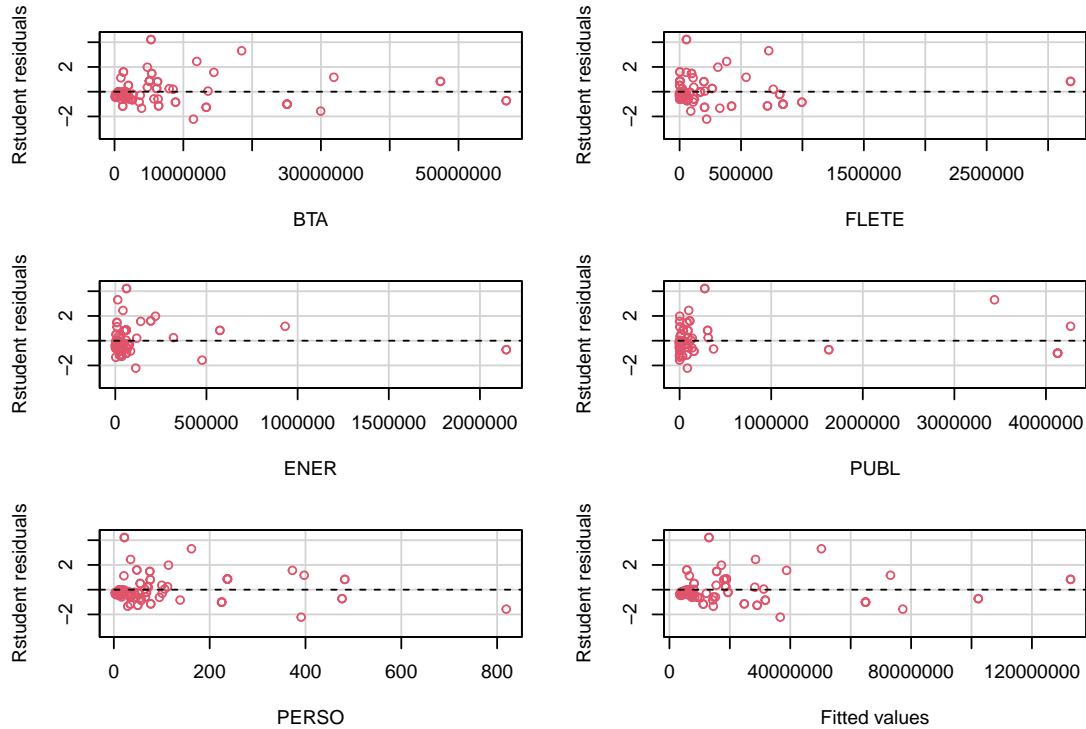 Rstudent residuals
2
−2
0 10000000 30000000 50000000
BTA
Rstudent residuals
2
−2
0 500000 1500000 2500000
FLETE
Rstudent residuals
2
−2
0 500000 1000000 1500000 2000000
ENER
Rstudent residuals
2
−2
0 1000000 2000000 3000000 4000000
PUBL
Rstudent residuals
2
−2
0 200 400 600 800
PERSO
Rstudent residuals
2
−2
0 40000000 80000000 120000000
Fitted values